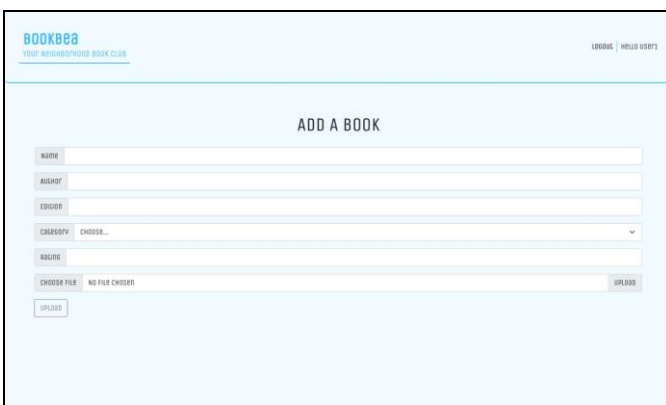 BOOKBEA
YOUR NEIGHBORHOOD BOOK CLUB
LOGOUT | HELLO USER1
ADD A BOOK
NAME
AUTHOR
EDITION
CATEGORY CHOOSE...
RATING
CHOOSE FILE NO FILE CHOSEN UPLOAD
UPLOAD